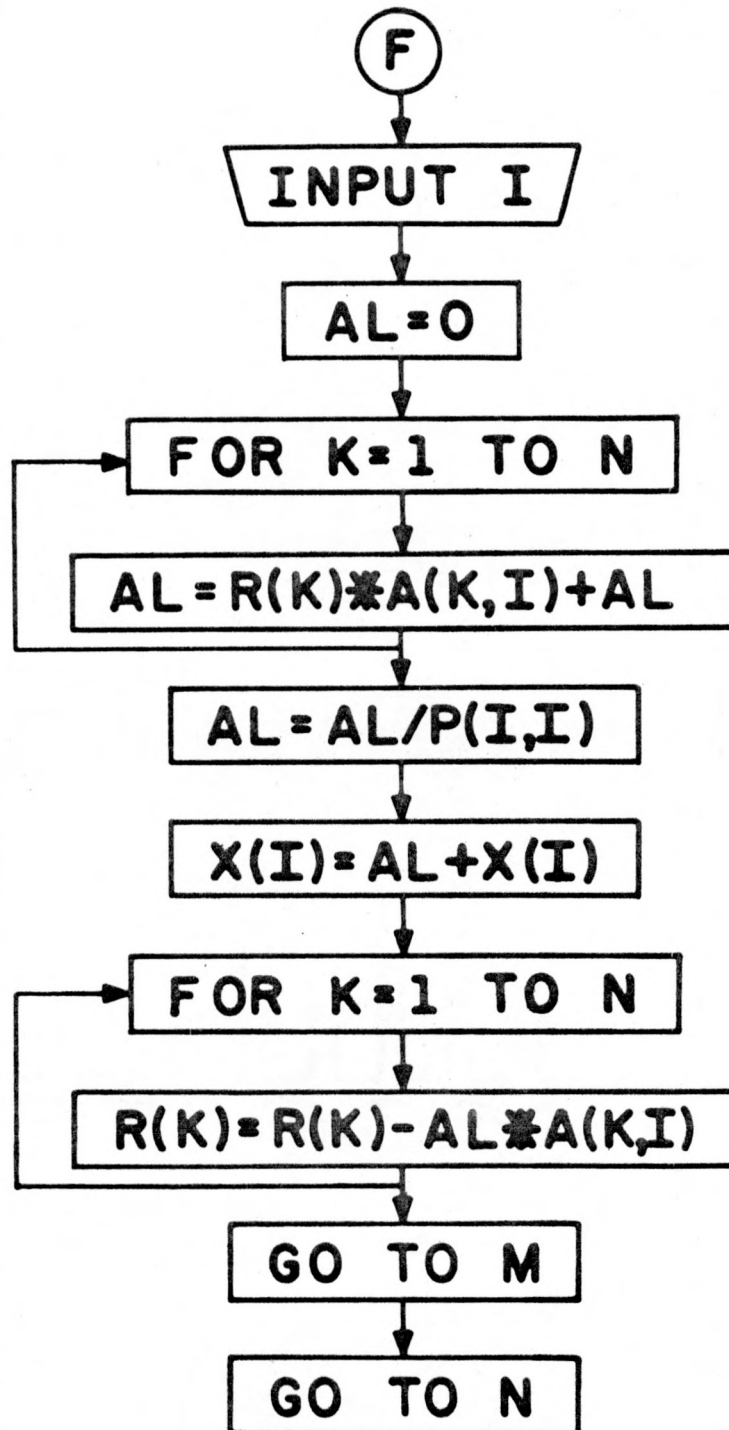 F
INPUT I
AL=0
FOR K=1 TO N
AL=R(K)*A(K,I)+AL
AL=AL/P(I,I)
X(I)=AL+X(I)
FOR K=1 TO N
R(K)=R(K)-AL*A(K,I)
GO TO M
GO TO N